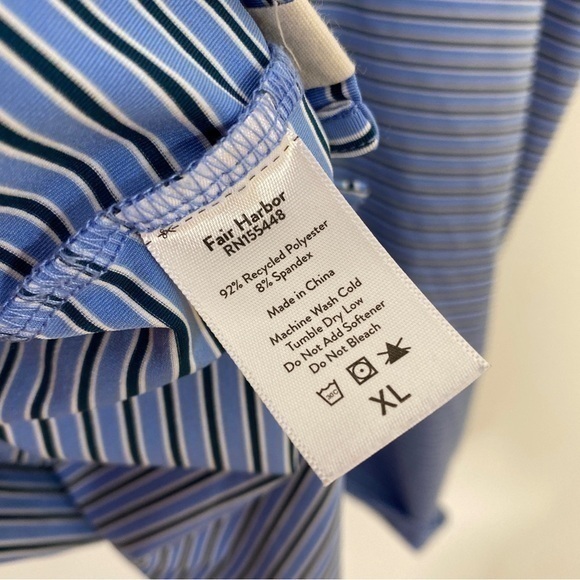 Fair Harbor
RN155448
92% Recycled Polyester
8% Spandex
Made in China
Machine Wash Cold
Tumble Dry Low
Do Not Add Softener
Do Not Bleach
30C
XL